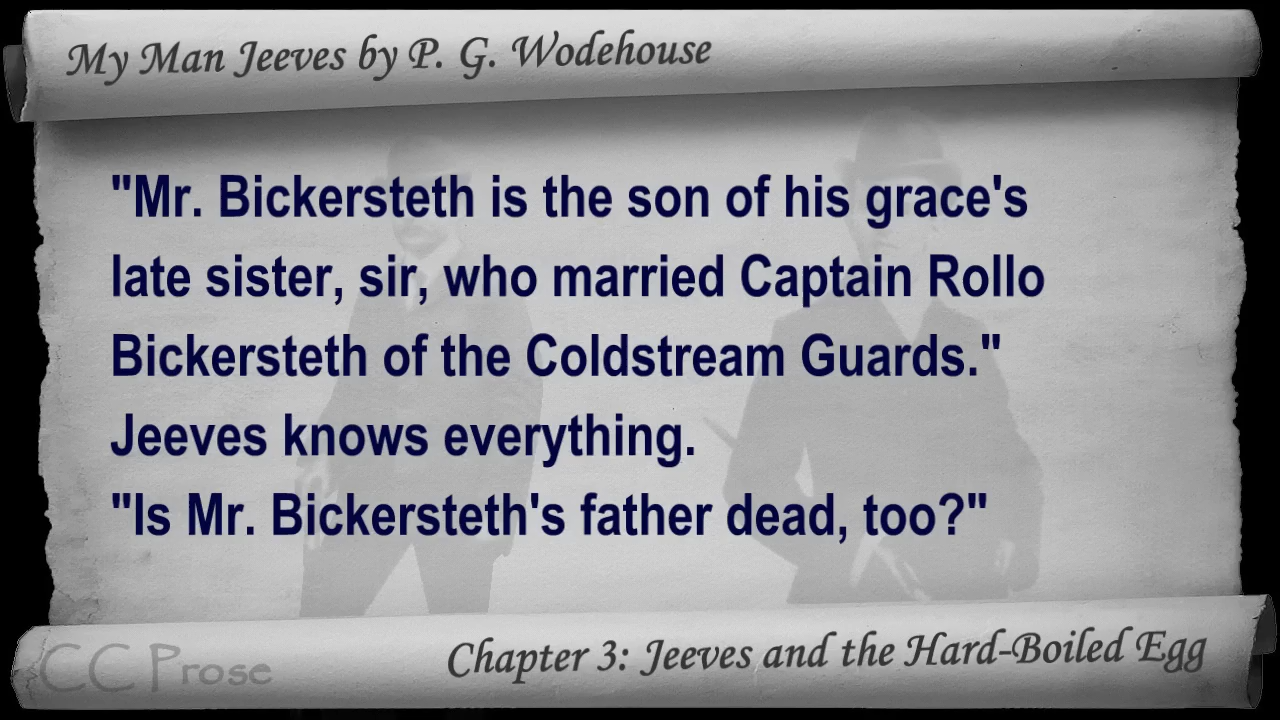 My Man Jeeves by P. G. Wodehouse
"Mr. Bickersteth is the son of his grace's
late sister, sir, who married Captain Rollo
Bickersteth of the Coldstream Guards."
Jeeves knows everything.
"Is Mr. Bickersteth's father dead, too?"
CC Prose
Chapter 3: Jeeves and the Hard-Boiled Egg